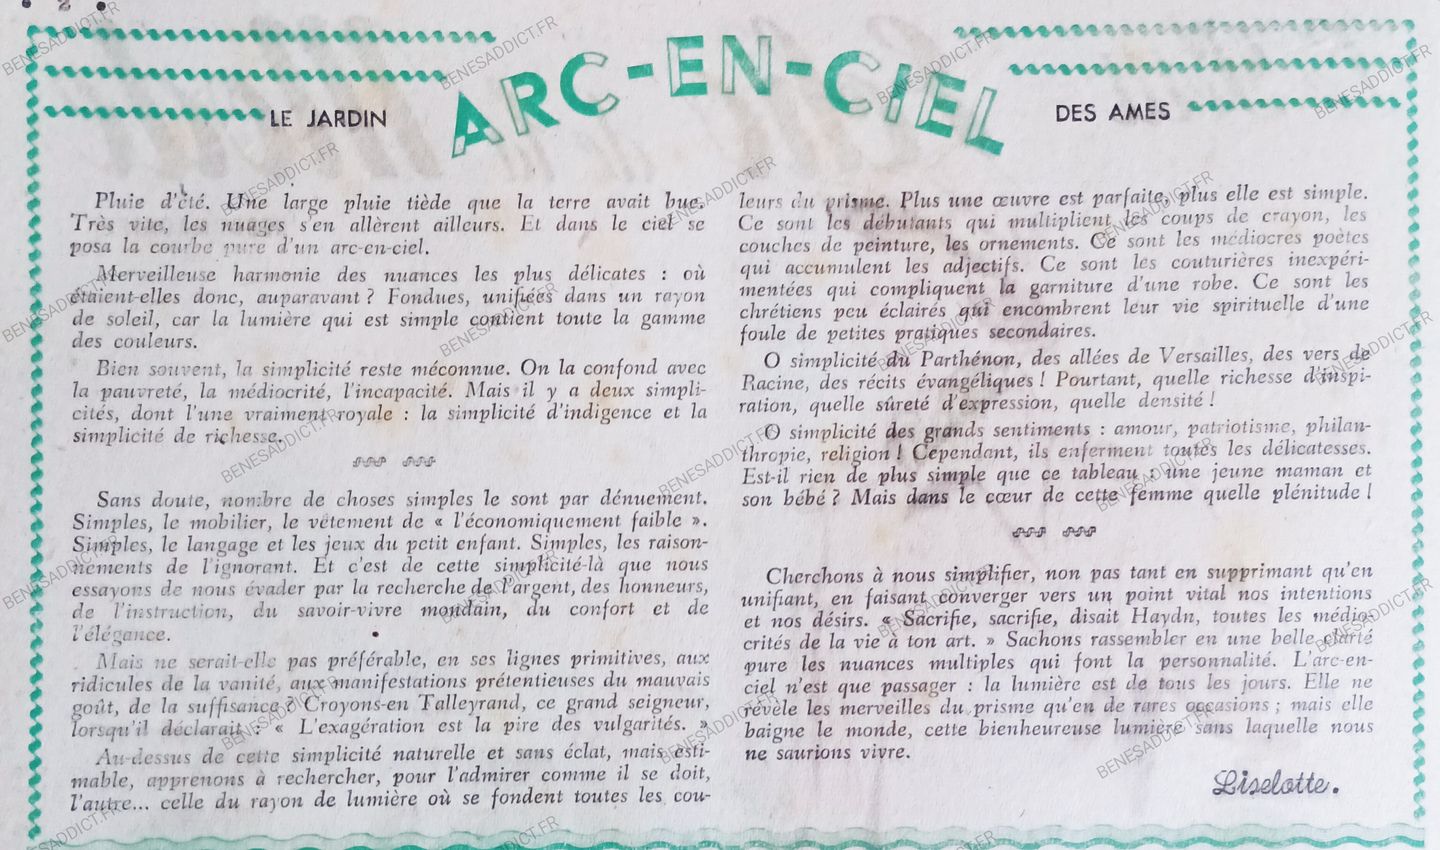 LE JARDIN ARC-EN-CIEL DES AMES
Pluie d'été. Une large pluie tiède que la terre avait bue.
Très vite, les nuages s'en allèrent ailleurs. Et dans le ciel se
posa la courbe pure d'un arc-en-ciel.
Merveilleuse harmonie des nuances les plus délicates : où
étaient-elles donc, auparavant ? Fondues, unifiées dans un rayon
de soleil, car la lumière qui est simple contient toute la gamme
des couleurs.
Bien souvent, la simplicité reste méconnue. On la confond avec
la pauvreté, la médiocrité, l'incapacité. Mais il y a deux simpli-
cités, dont l'une vraiment royale : la simplicité d'indigence et la
simplicité de richesse.
Sans doute, nombre de choses simples le sont par dénuement.
Simples, le mobilier, le vêtement de « l'économiquement faible ».
Simples, le langage et les jeux du petit enfant. Simples, les raison-
nements de l'ignorant. Et c'est de cette simplicité-là que nous
essayons de nous évader par la recherche de l'argent, des honneurs,
de l'instruction, du savoir-vivre mondain, du confort et de
l'élégance.
Mais ne serait-elle pas préférable, en ses lignes primitives, aux
ridicules de la vanité, aux manifestations prétentieuses du mauvais
goût, de la suffisance ? Croyons-en Talleyrand, ce grand seigneur,
lorsqu'il déclarait : « L'exagération est la pire des vulgarités. »
Au-dessus de cette simplicité naturelle et sans éclat, mais esti-
mable, apprenons à rechercher, pour l'admirer comme il se doit,
l'autre... celle du rayon de lumière où se fondent toutes les cou-
leurs du prisme. Plus une œuvre est parfaite, plus elle est simple.
Ce sont les débutants qui multiplient les coups de crayon, les
couches de peinture, les ornements. Ce sont les médiocres poètes
qui accumulent les adjectifs. Ce sont les couturières inexpéri-
mentées qui compliquent la garniture d'une robe. Ce sont les
chrétiens peu éclairés qui encombrent leur vie spirituelle d'une
foule de petites pratiques secondaires.
O simplicité du Parthénon, des allées de Versailles, des vers de
Racine, des récits évangéliques ! Pourtant, quelle richesse d'inspi-
ration, quelle sûreté d'expression, quelle densité !
O simplicité des grands sentiments : amour, patriotisme, philan-
thropie, religion ! Cependant, ils enferment toutes les délicatesses.
Est-il rien de plus simple que ce tableau : une jeune maman et
son bébé ? Mais dans le cœur de cette femme quelle plénitude !
Cherchons à nous simplifier, non pas tant en supprimant qu'en
unifiant, en faisant converger vers un point vital nos intentions
et nos désirs. « Sacrifie, sacrifie, disait Haydn, toutes les médio-
crités de la vie à ton art. » Sachons rassembler en une belle clarté
pure les nuances multiples qui font la personnalité. L'arc-en-
ciel n'est que passager : la lumière est de tous les jours. Elle ne
révèle les merveilles du prisme qu'en de rares occasions ; mais elle
baigne le monde, cette bienheureuse lumière sans laquelle nous
ne saurions vivre.
Liselotte.
BENESADDICT.FR